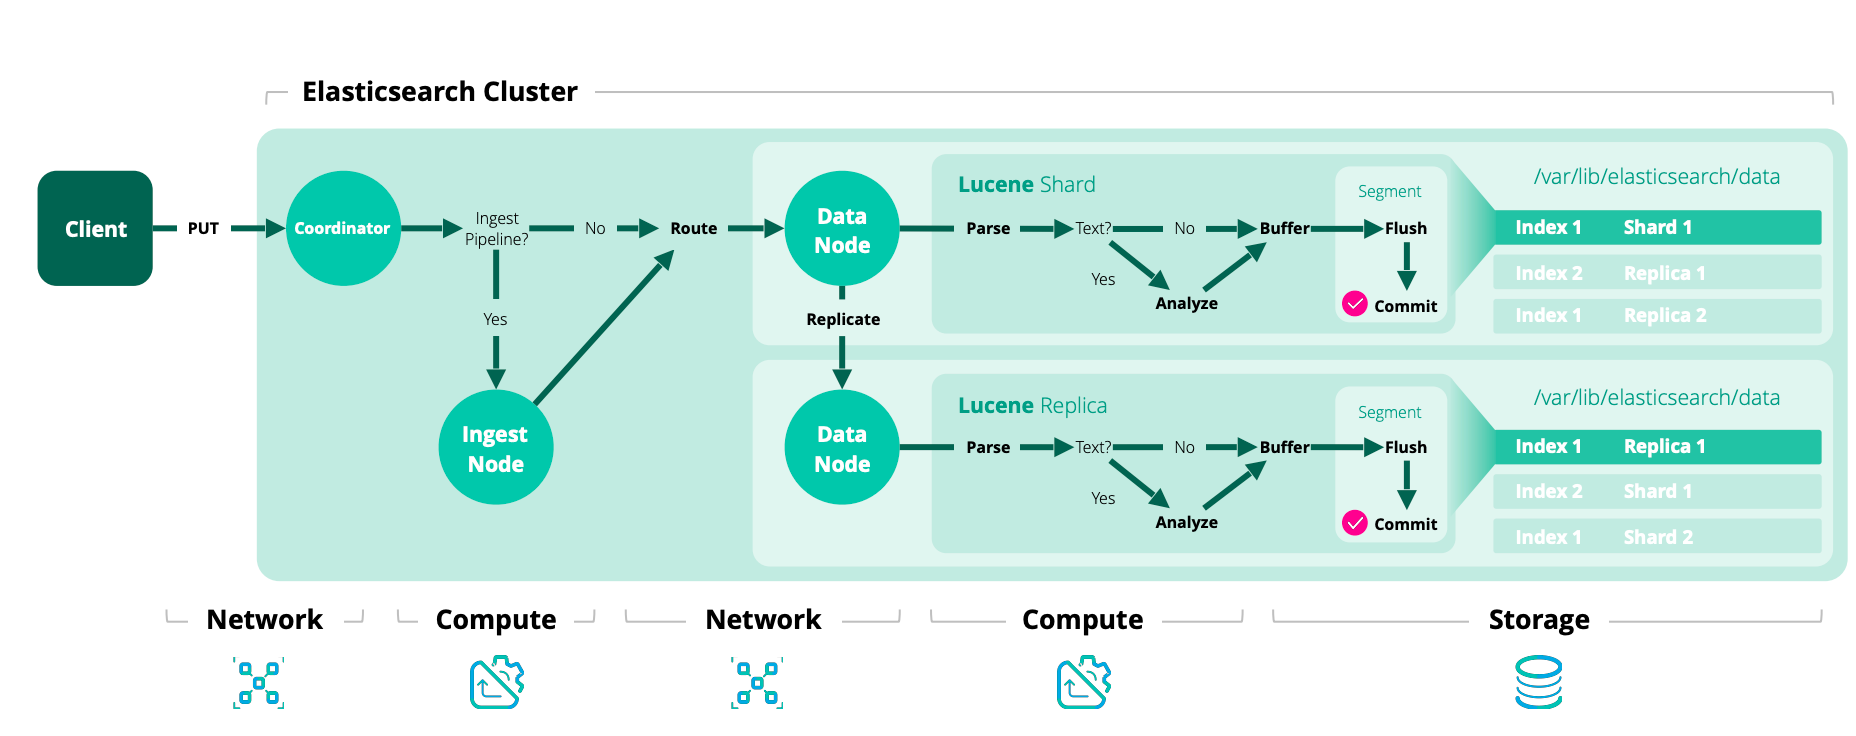 Elasticsearch Cluster
Client
PUT
Coordinator
Ingest
Pipeline?
No
Route
Yes
Ingest
Node
Data
Node
Replicate
Lucene Shard
Parse
Text?
No
Buffer
Yes
Analyze
Segment
Flush
Commit
/var/lib/elasticsearch/data
Index 1 Shard 1
Index 2 Replica 1
Index 1 Replica 2
Data
Node
Lucene Replica
Parse
Text?
No
Buffer
Yes
Analyze
Segment
Flush
Commit
/var/lib/elasticsearch/data
Index 1 Replica 1
Index 2 Shard 1
Index 1 Shard 2
Network
Compute
Network
Compute
Storage